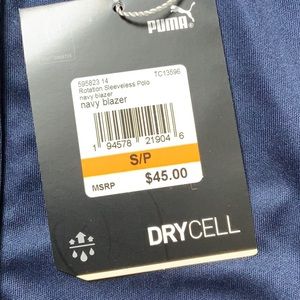 PUMA
595823 14 TC13596
Rotation Sleeveless Polo
navy blazer
navy blazer
1 94578 21904 6
S/P
MSRP $45.00
DRYCELL